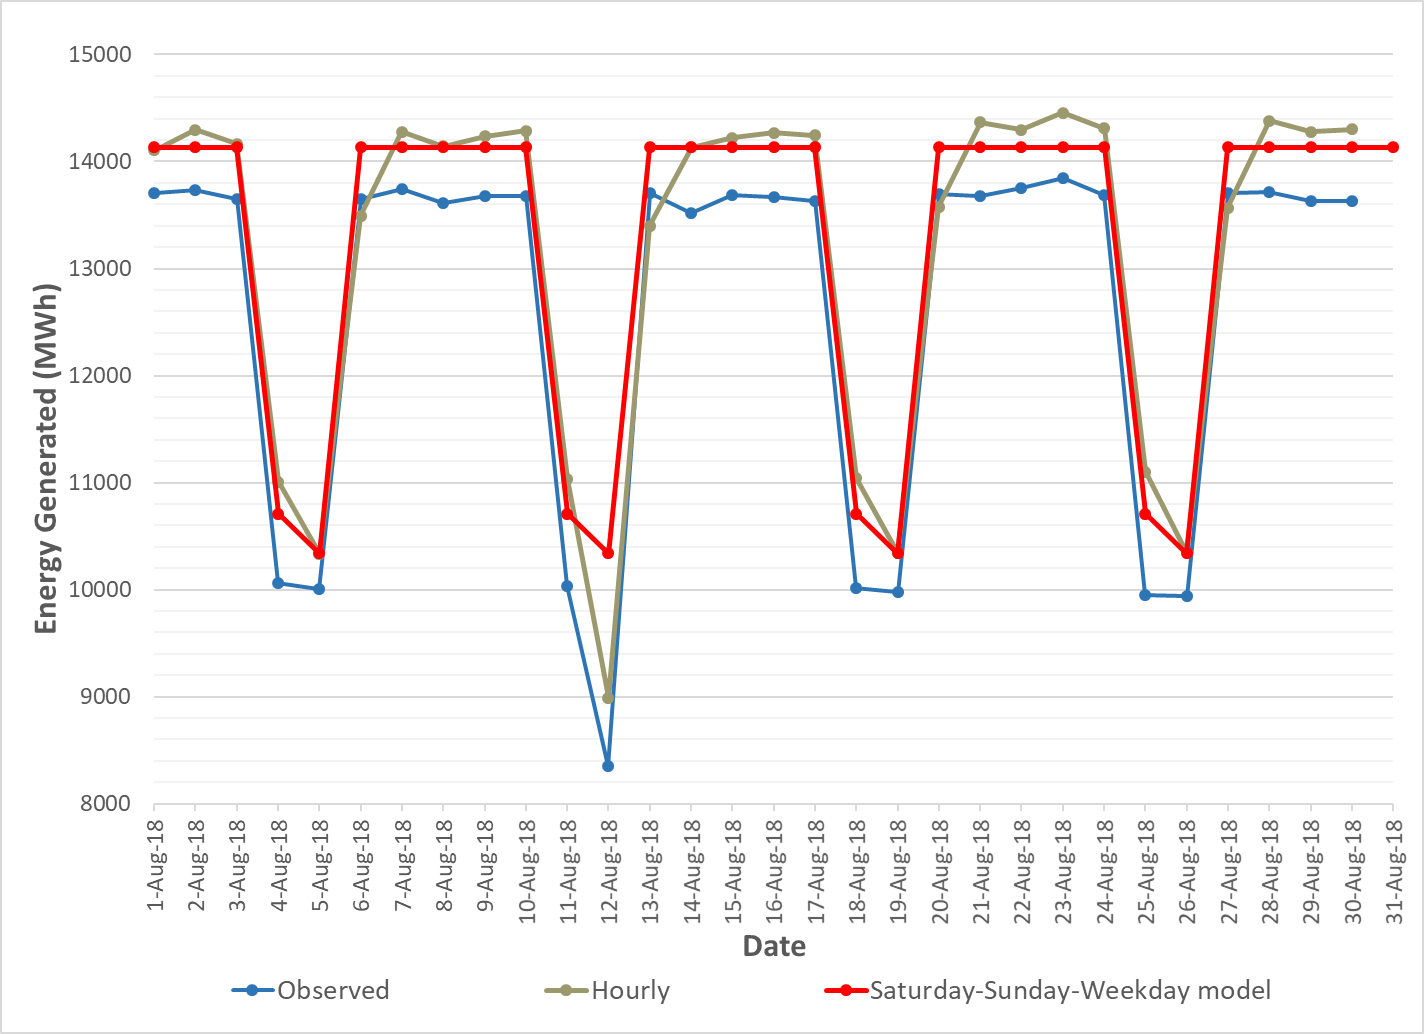 15000
14000
13000
12000
11000
10000
9000
8000
Energy Generated (MWh)
1-Aug-18
2-Aug-18
3-Aug-18
4-Aug-18
5-Aug-18
6-Aug-18
7-Aug-18
8-Aug-18
9-Aug-18
10-Aug-18
11-Aug-18
12-Aug-18
13-Aug-18
14-Aug-18
15-Aug-18
16-Aug-18
17-Aug-18
18-Aug-18
19-Aug-18
20-Aug-18
21-Aug-18
22-Aug-18
23-Aug-18
24-Aug-18
25-Aug-18
26-Aug-18
27-Aug-18
28-Aug-18
29-Aug-18
30-Aug-18
31-Aug-18
Date
Observed
Hourly
Saturday-Sunday-Weekday model